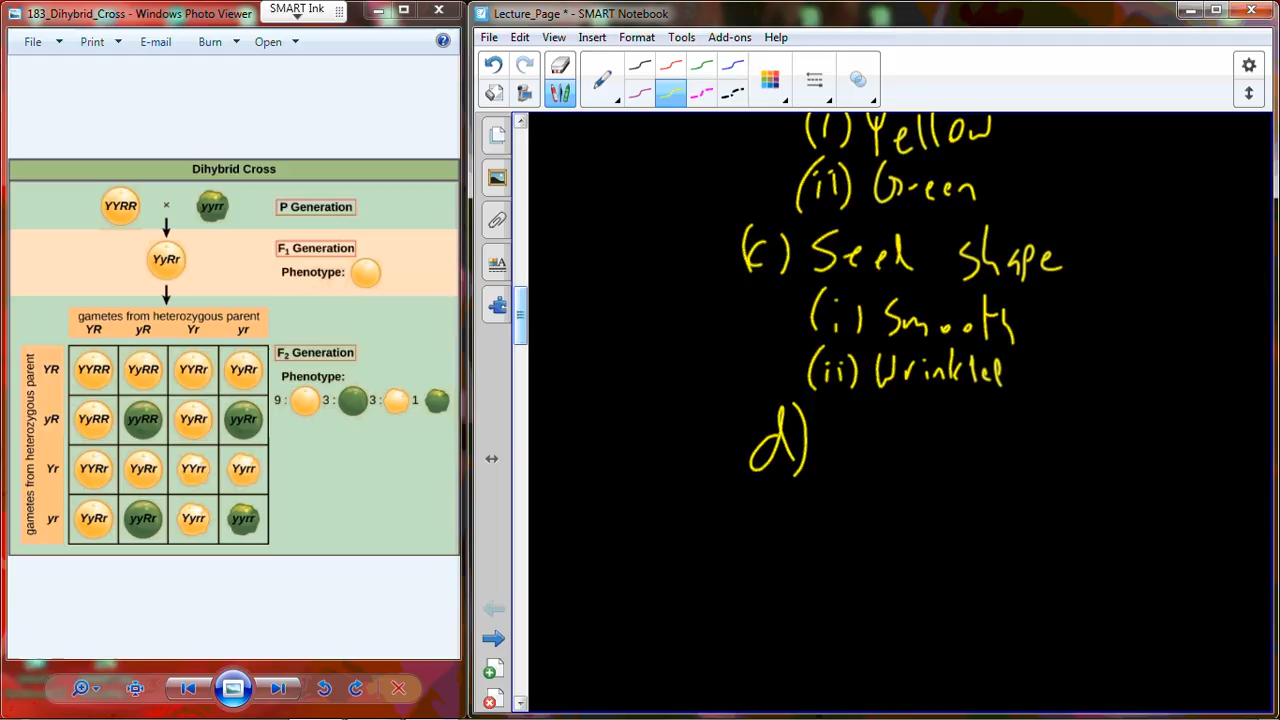 183_Dihybrid_Cross - Windows Photo Viewer
SMART Ink
File Print E-mail Burn Open
Dihybrid Cross
YYRR × yyrr P Generation
F1 Generation
YyRr
Phenotype:
gametes from heterozygous parent
YR yR Yr yr
F2 Generation
Phenotype:
9 : 3 : 3 : 1
gametes from heterozygous parent
YR YYRR YyRR YYRr YyRr
yR YyRR yyRR YyRr yyRr
Yr YYRr YyRr YYrr Yyrr
yr YyRr yyRr Yyrr yyrr
Lecture_Page * - SMART Notebook
File Edit View Insert Format Tools Add-ons Help
(i) Yellow
(ii) Green
(c) Seed shape
(i) Smooth
(ii) Wrinkled
d)